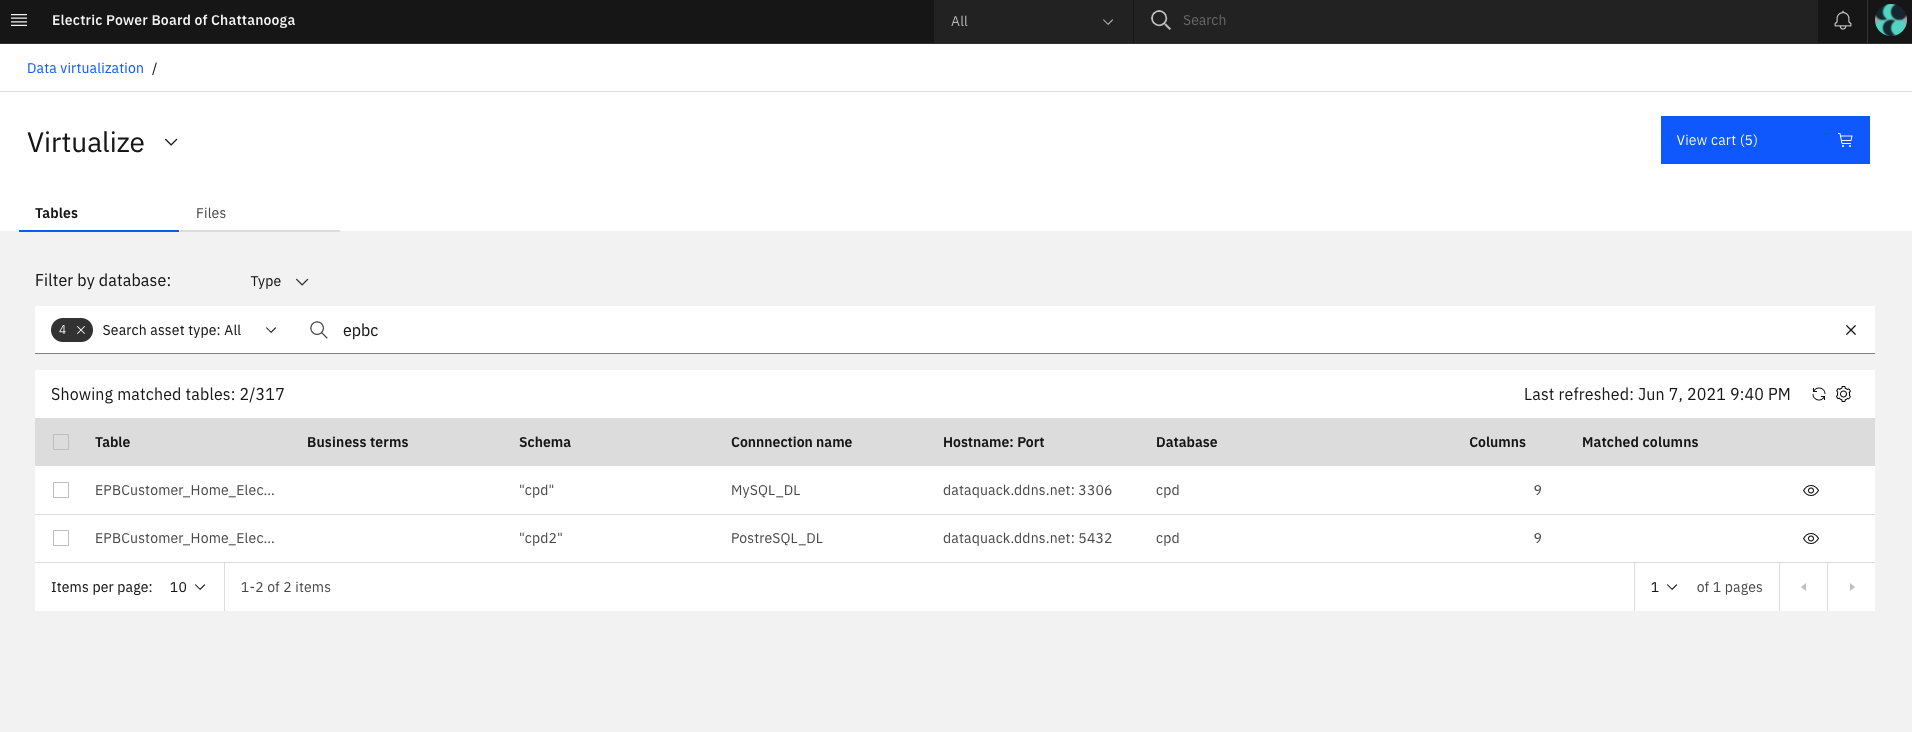 Electric Power Board of Chattanooga
All
Search
Data virtualization /
Virtualize
View cart (5)
Tables
Files
Filter by database:
Type
4
Search asset type: All
epbc
Showing matched tables: 2/317
Last refreshed: Jun 7, 2021 9:40 PM
Table Business terms Schema Connnection name Hostname: Port Database Columns Matched columns
EPBCustomer_Home_Elec... "cpd" MySQL_DL dataquack.ddns.net: 3306 cpd 9
EPBCustomer_Home_Elec... "cpd2" PostreSQL_DL dataquack.ddns.net: 5432 cpd 9
Items per page: 10 1-2 of 2 items 1 of 1 pages